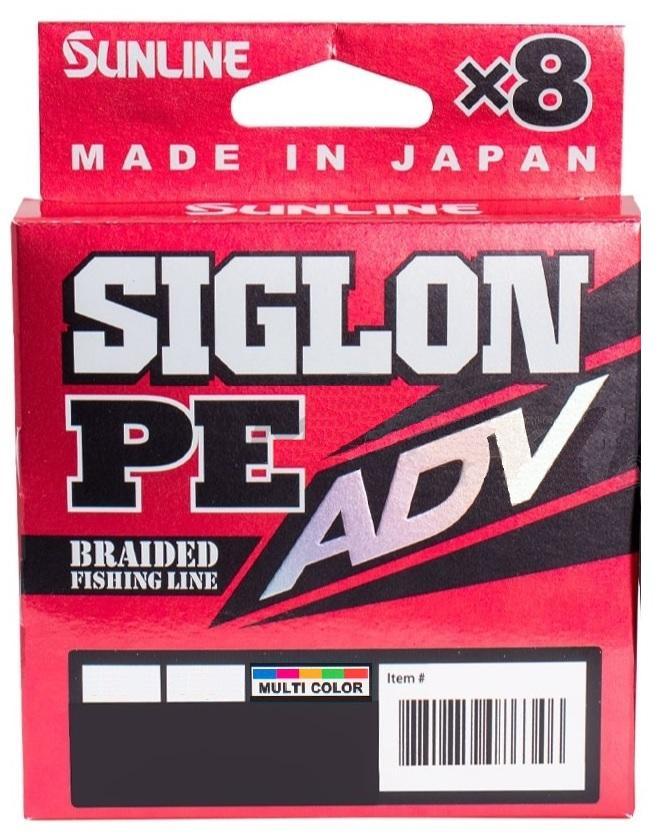 SUNLINE
×8
MADE IN JAPAN
SUNLINE
SIGLON
PE
ADV
BRAIDED
FISHING LINE
MULTI COLOR
Item #